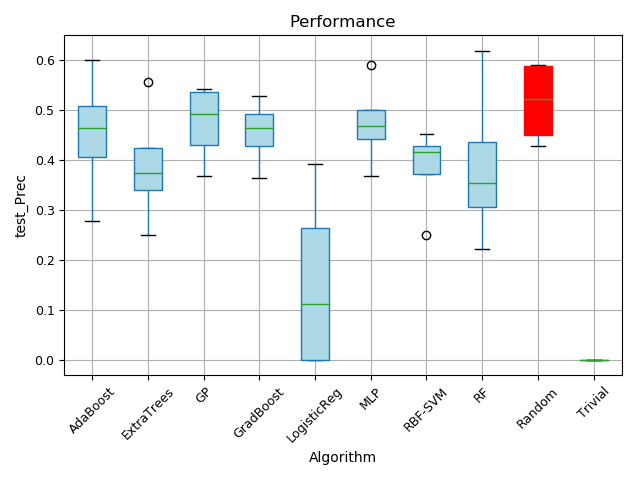 Performance
test_Prec
0.6
0.5
0.4
0.3
0.2
0.1
0.0
AdaBoost
ExtraTrees
GP
GradBoost
LogisticReg
MLP
RBF-SVM
RF
Random
Trivial
Algorithm